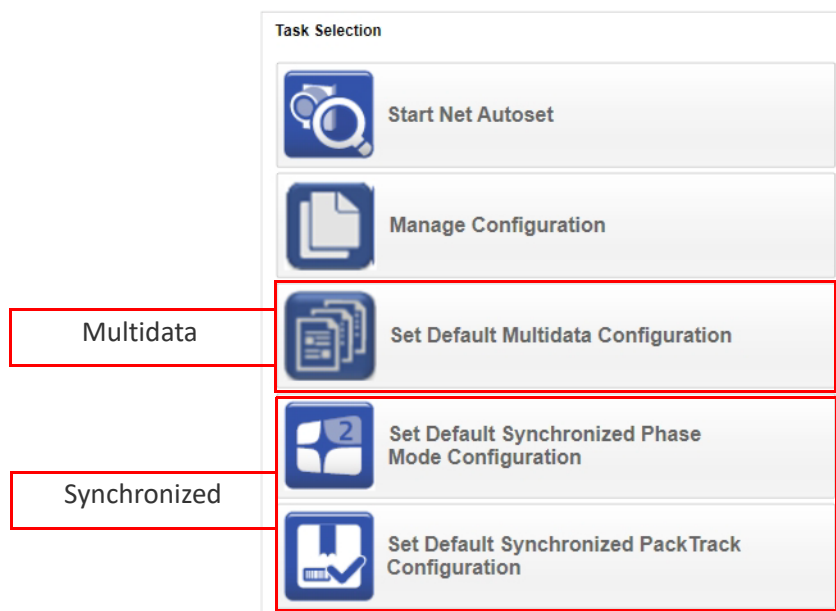 Task Selection
Start Net Autoset
Manage Configuration
Multidata
Set Default Multidata Configuration
2
Set Default Synchronized Phase
Mode Configuration
Synchronized
Set Default Synchronized PackTrack
Configuration